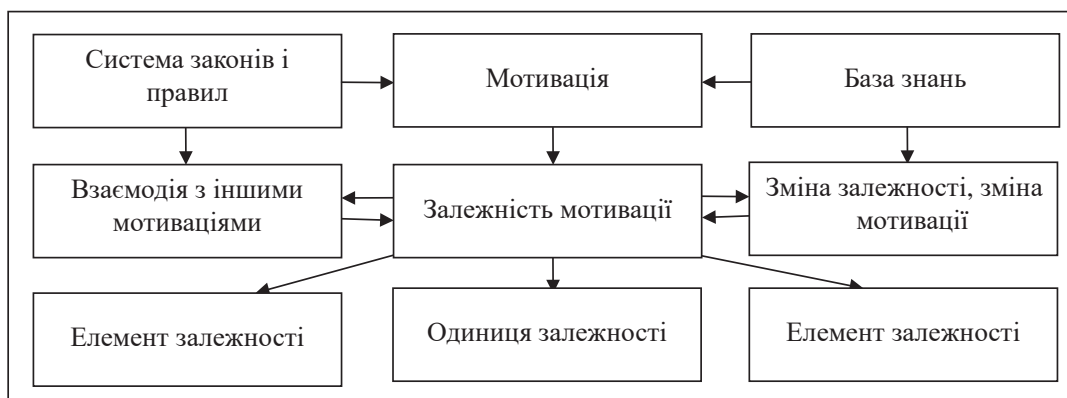 Система законів і
правил
Мотивація
База знань
Взаємодія з іншими
мотиваціями
Залежність мотивації
Зміна залежності, зміна
мотивації
Елемент залежності
Одиниця залежності
Елемент залежності